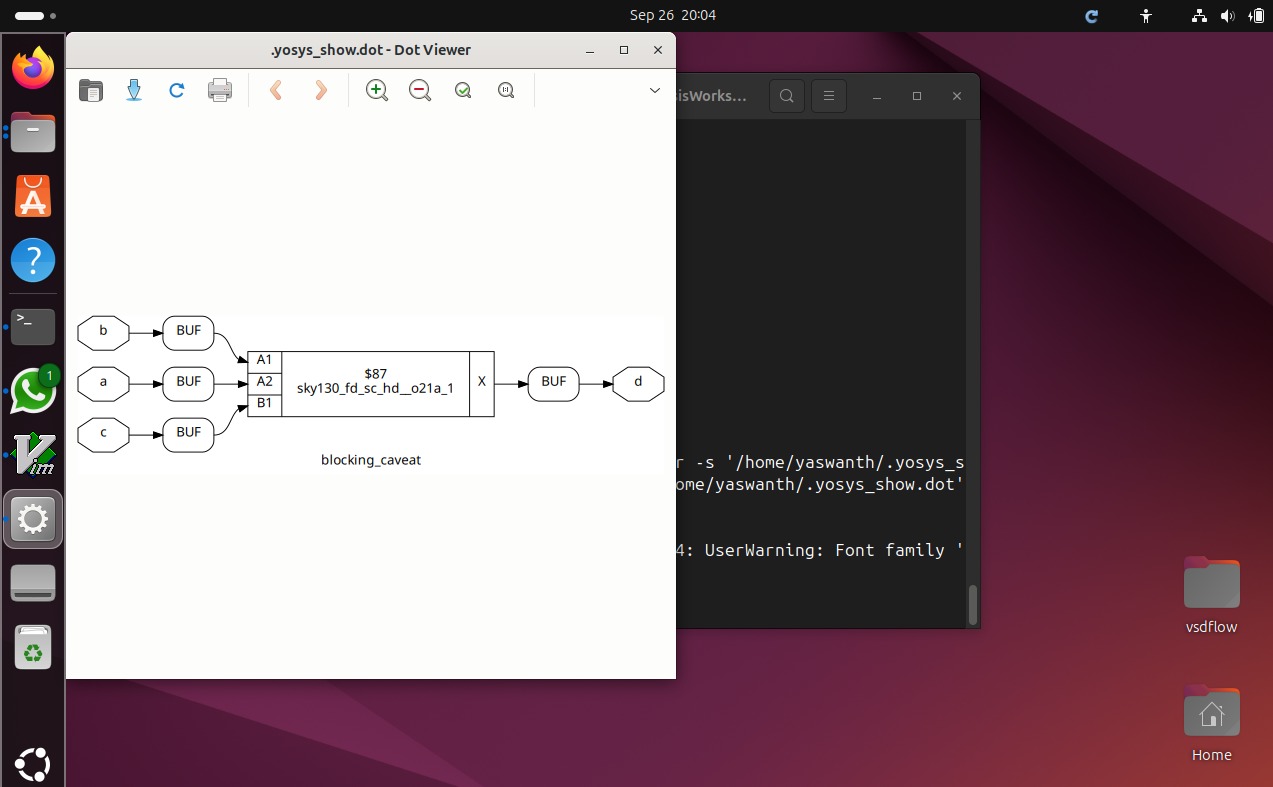 Sep 26 20:04
.yosys_show.dot - Dot Viewer
isWorks...
b
BUF
A1
$87
a
BUF
A2
sky130_fd_sc_hd__o21a_1
X
BUF
d
B1
c
BUF
blocking_caveat
r -s '/home/yaswanth/.yosys_s
ome/yaswanth/.yosys_show.dot'
4: UserWarning: Font family '
1
Vim
vsdflow
Home